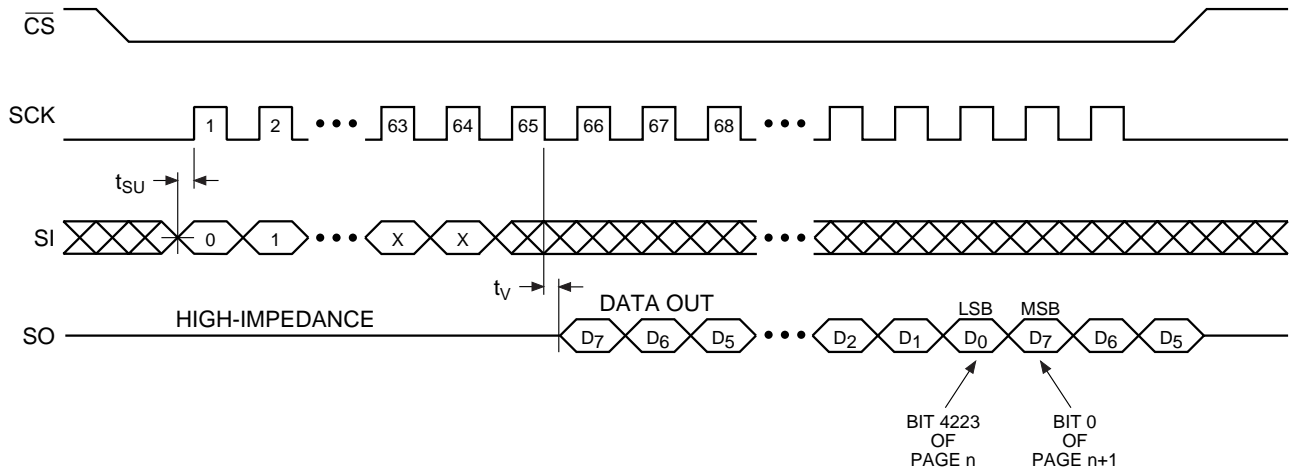 CS
SCK
1 2 ••• 63 64 65 66 67 68 •••
tSU
SI
0 1 ••• X X •••
tV
DATA OUT
HIGH-IMPEDANCE
LSB MSB
SO
D7 D6 D5 ••• D2 D1 D0 D7 D6 D5
BIT 4223
OF
PAGE n
BIT 0
OF
PAGE n+1